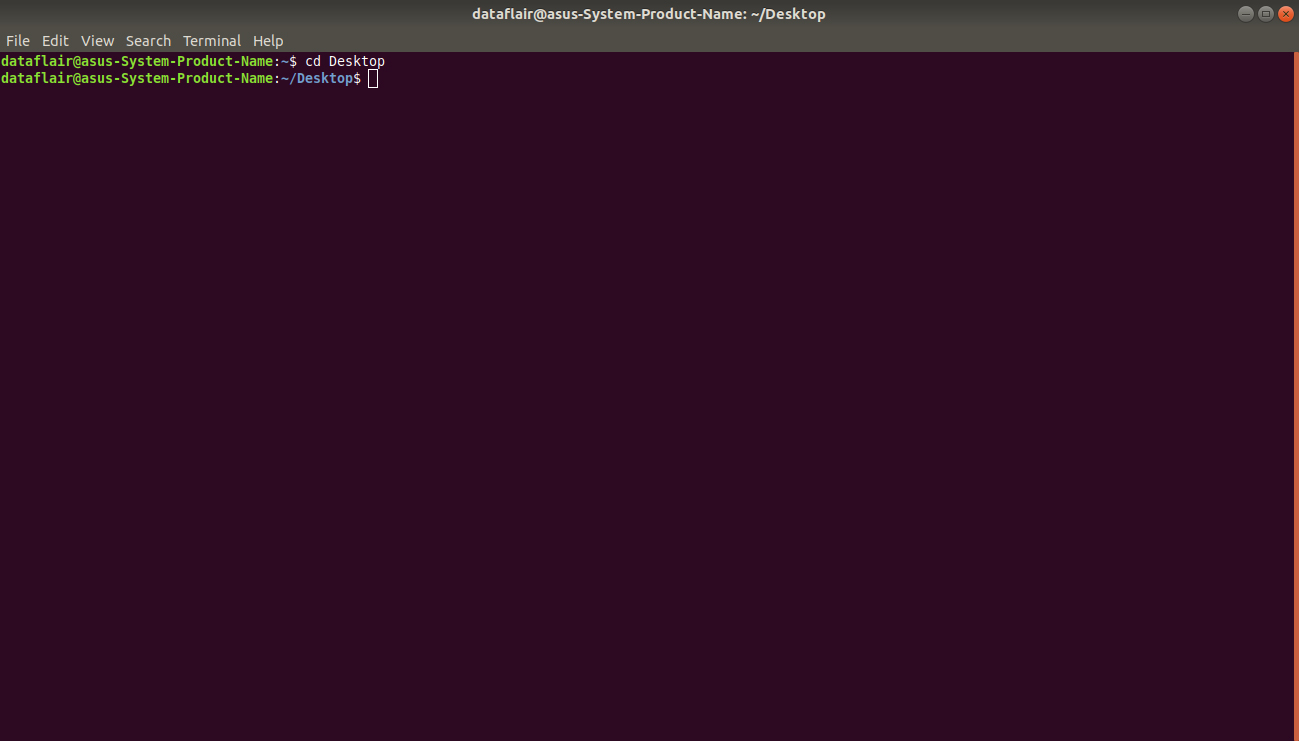 dataflair@asus-System-Product-Name: ~/Desktop
File Edit View Search Terminal Help
dataflair@asus-System-Product-Name:~$ cd Desktop
dataflair@asus-System-Product-Name:~/Desktop$